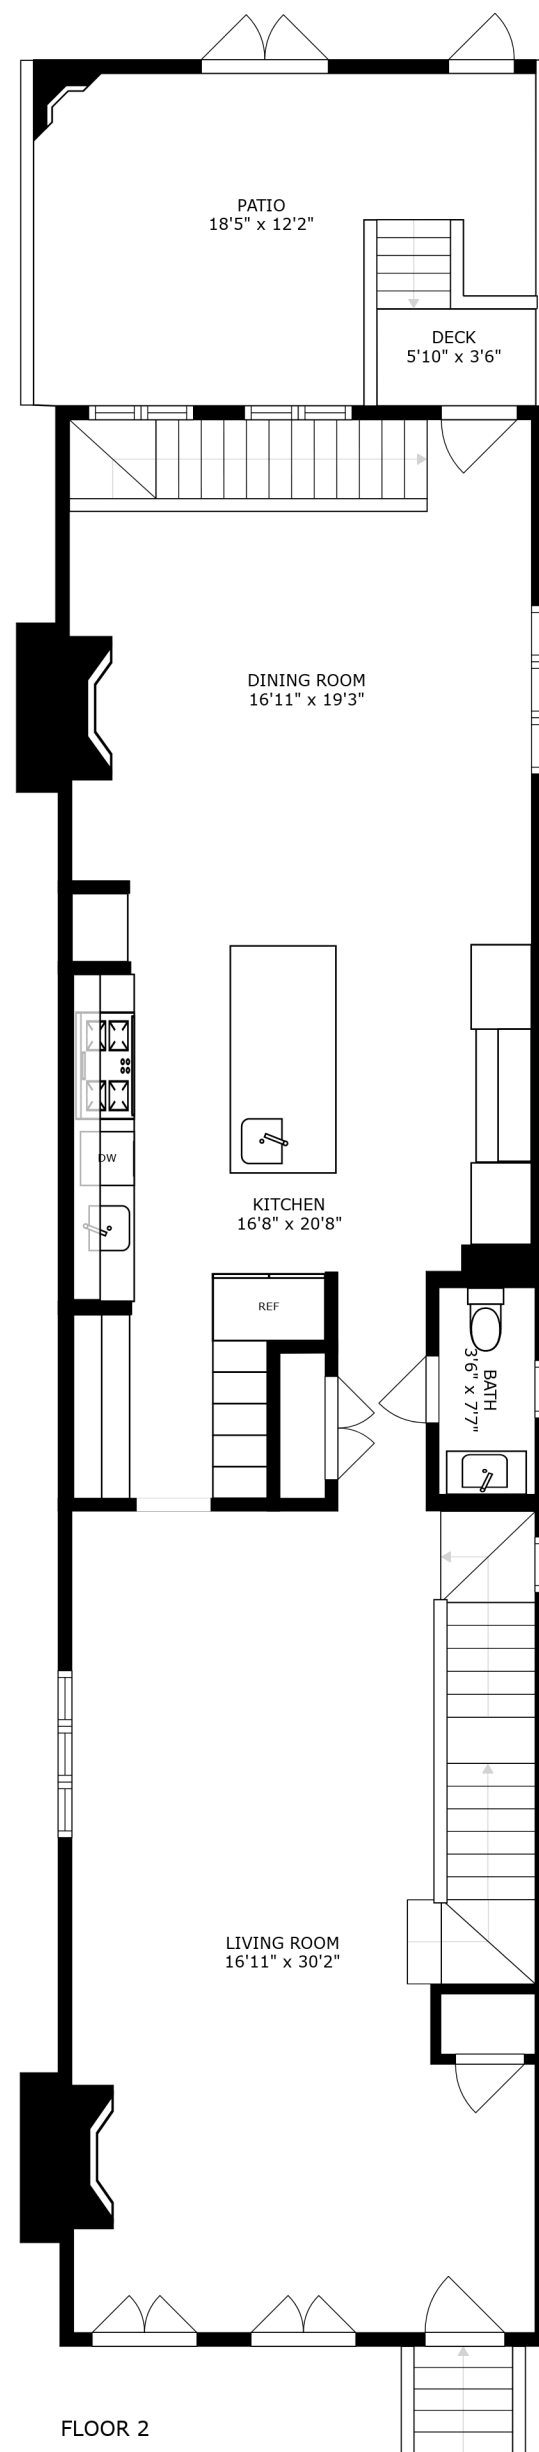 PATIO
18'5" x 12'2"
DECK
5'10" x 3'6"
DINING ROOM
16'11" x 19'3"
DW
KITCHEN
16'8" x 20'8"
REF
BATH
3'6" x 7'7"
LIVING ROOM
16'11" x 30'2"
FLOOR 2